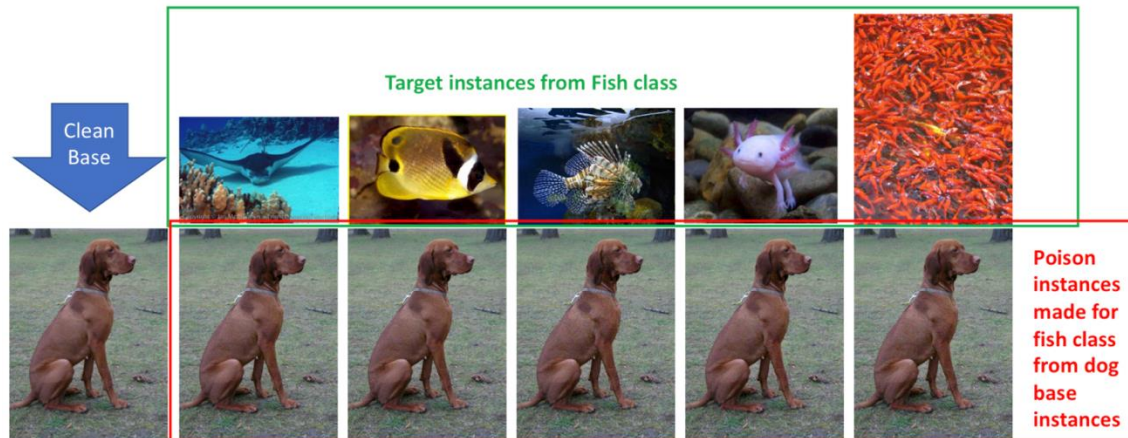 Target instances from Fish class
Clean
Base
Poison
instances
made for
fish class
from dog
base
instances